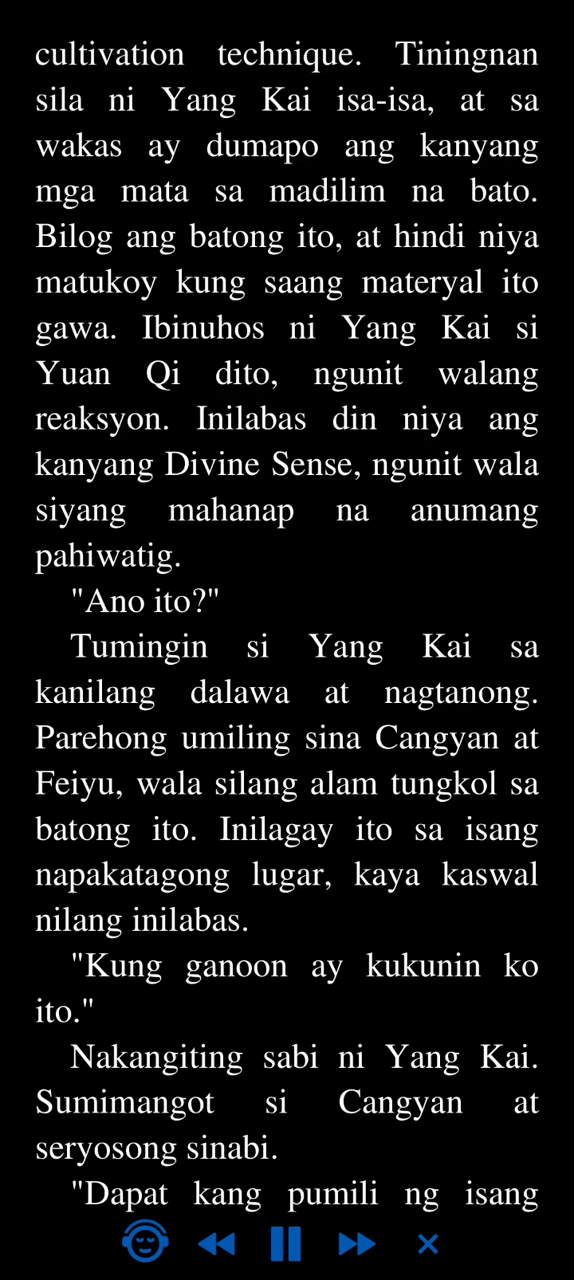 cultivation technique. Tiningnan
sila ni Yang Kai isa-isa, at sa
wakas ay dumapo ang kanyang
mga mata sa madilim na bato.
Bilog ang batong ito, at hindi niya
matukoy kung saang materyal ito
gawa. Ibinuhos ni Yang Kai si
Yuan Qi dito, ngunit walang
reaksyon. Inilabas din niya ang
kanyang Divine Sense, ngunit wala
siyang mahanap na anumang
pahiwatig.
"Ano ito?"
Tumingin si Yang Kai sa
kanilang dalawa at nagtanong.
Parehong umiling sina Cangyan at
Feiyu, wala silang alam tungkol sa
batong ito. Inilagay ito sa isang
napakatagong lugar, kaya kaswal
nilang inilabas.
"Kung ganoon ay kukunin ko
ito."
Nakangiting sabi ni Yang Kai.
Sumimangot si Cangyan at
seryosong sinabi.
"Dapat kang pumili ng isang